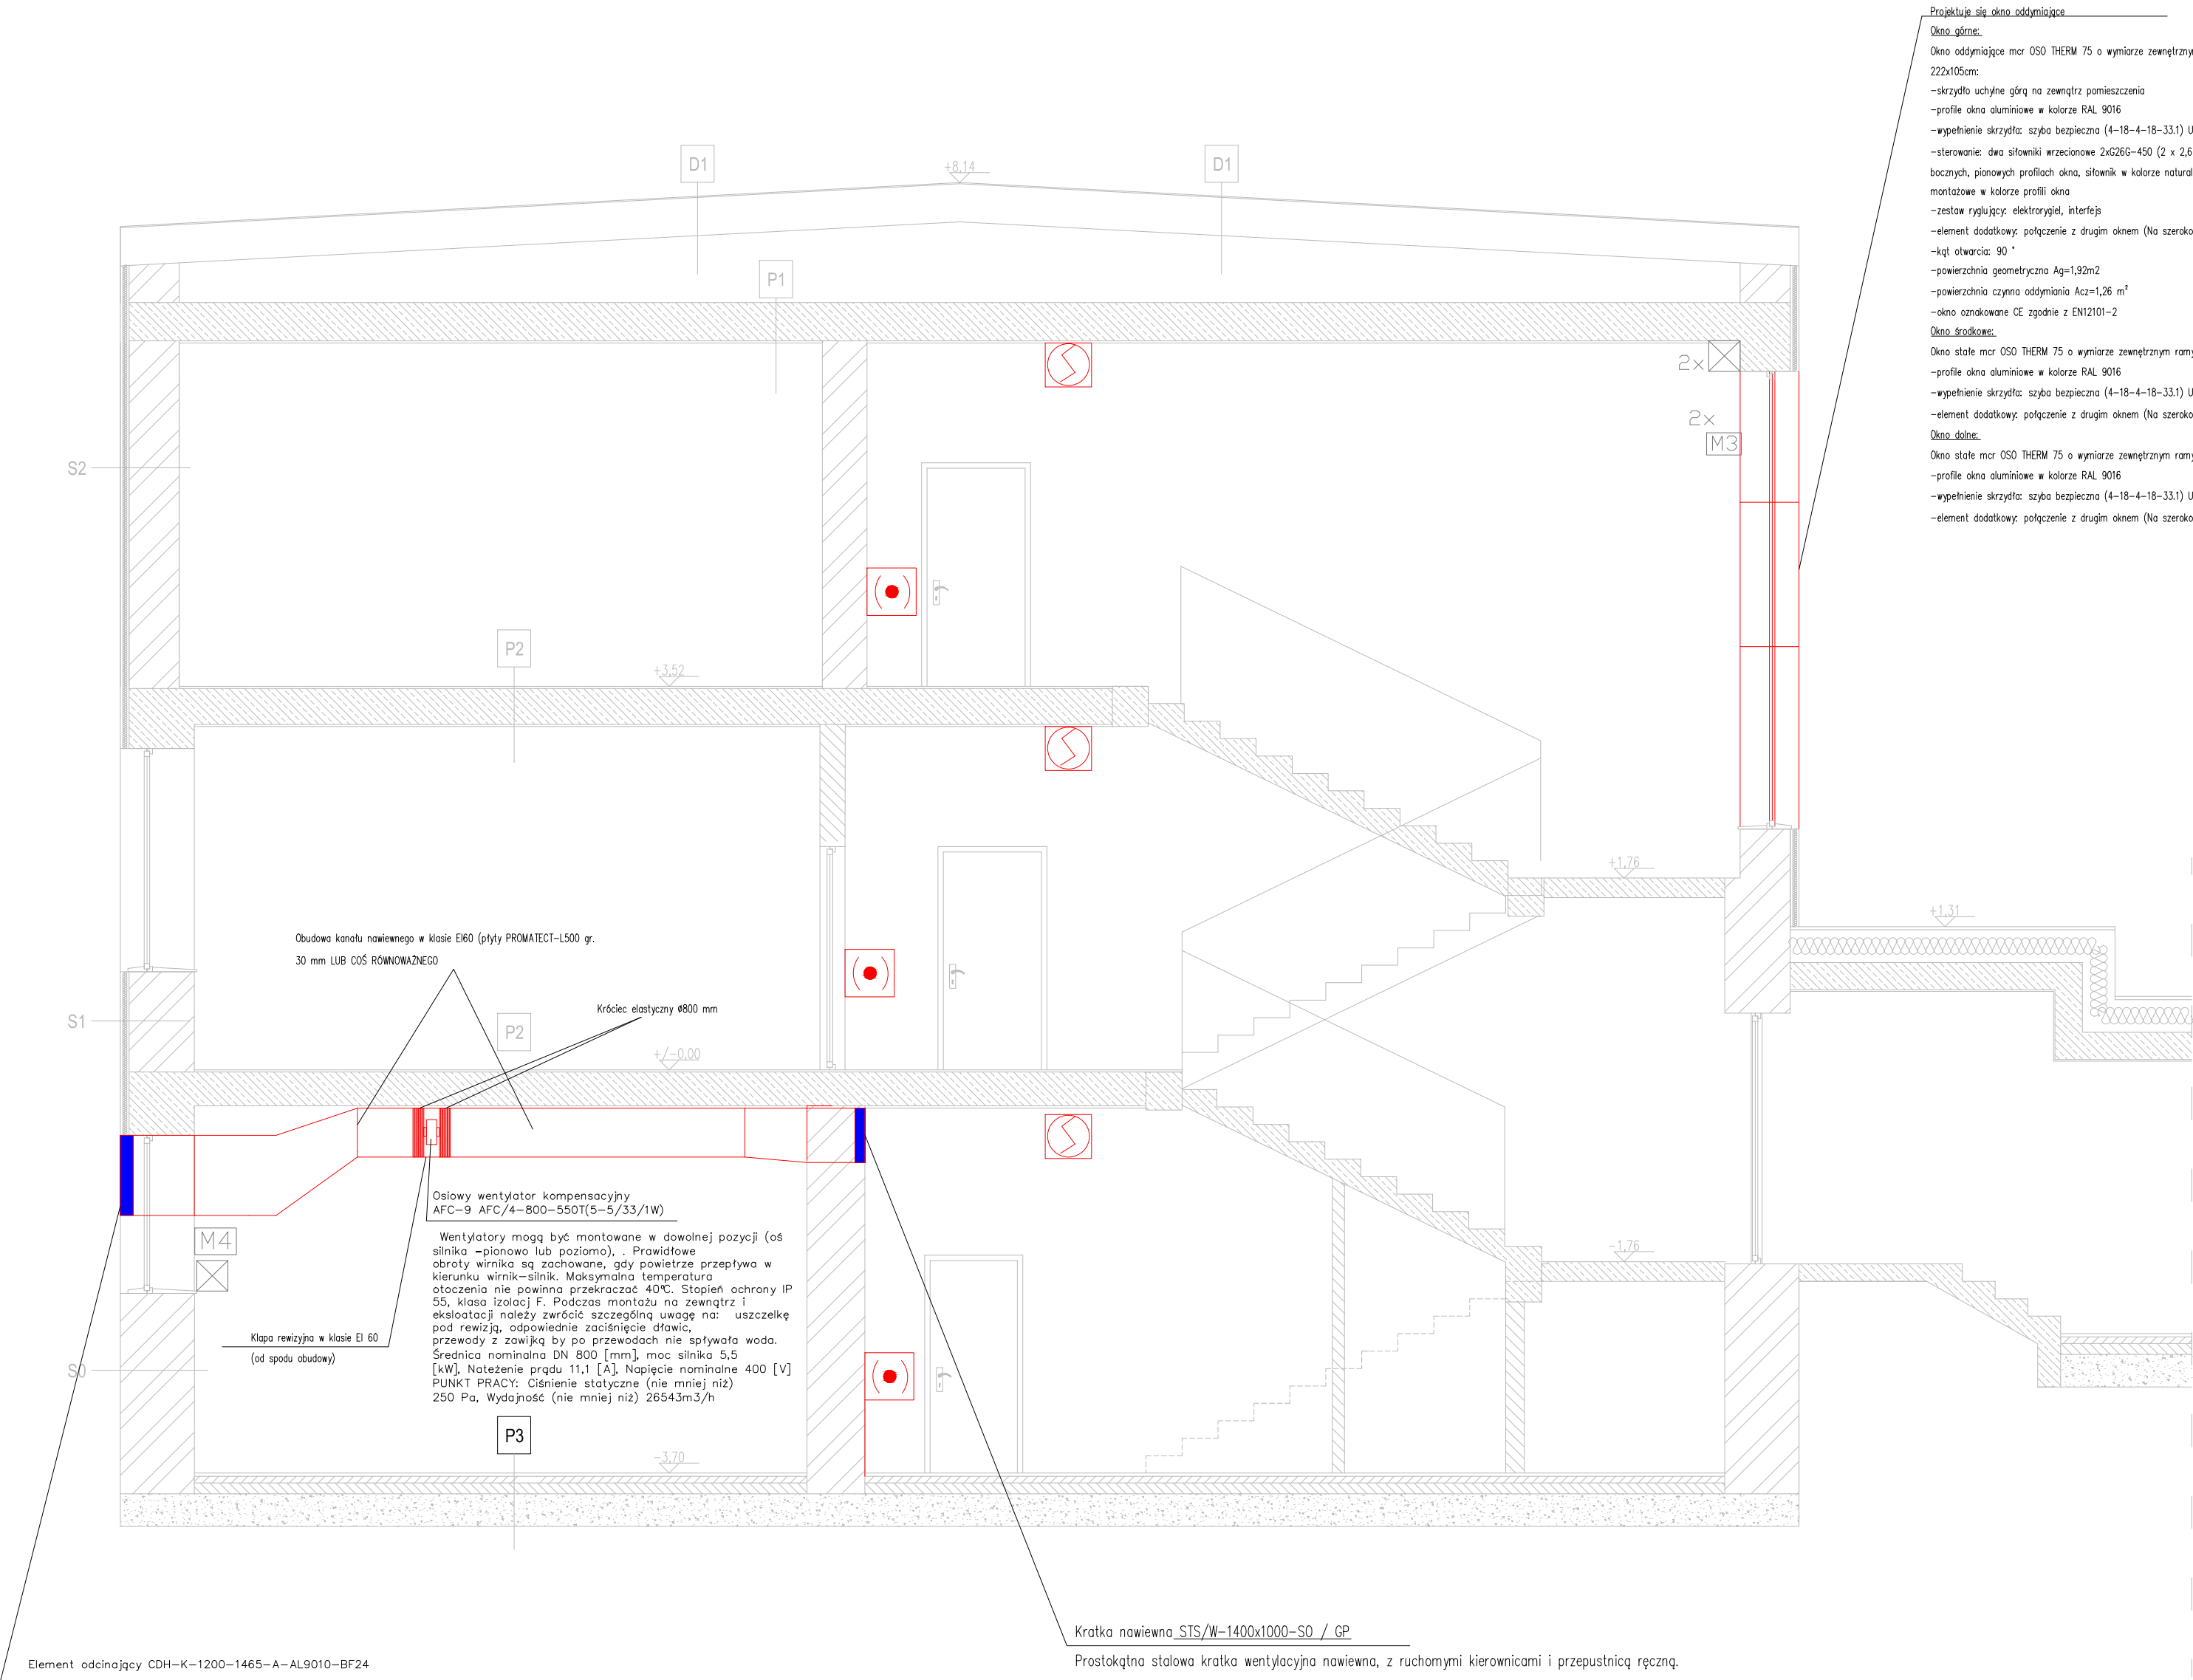 Projektuje się okno oddymiające
Okno górne:
Okno oddymiające mcr OSO THERM 75 o wymiarze
222x105cm:
-skrzydło uchylne górą na zewnątrz pomieszczenia
-profile okna aluminiowe w kolorze RAL 9016
-wypełnienie skrzydła: szyba bezpieczna (4-18-4-18-33.1) U
-sterowanie: dwa siłowniki wrzecionowe 2xG26G-450 (2 x 2,6
bocznych, pionowych profilach okna, siłownik w kolorze
montażowe w kolorze profili okna
-zestaw ryglujący: elektrorygiel, interfejs
-element dodatkowy: połączenie z drugim oknem (Na
-kąt otwarcia: 90 °
-powierzchnia geometryczna Ag=1,92m2
-powierzchnia czynna oddymiania Acz=1,26 m²
-okno oznakowane CE zgodnie z EN12101-2
Okno środkowe:
Okno stałe mcr OSO THERM 75 o wymiarze zewnętrznym ramy
-profile okna aluminiowe w kolorze RAL 9016
-wypełnienie skrzydła: szyba bezpieczna (4-18-4-18-33.1) U
-element dodatkowy: połączenie z drugim oknem (Na
Okno dolne:
Okno stałe mcr OSO THERM 75 o wymiarze zewnętrznym ramy
-profile okna aluminiowe w kolorze RAL 9016
-wypełnienie skrzydła: szyba bezpieczna (4-18-4-18-33.1) U
-element dodatkowy: połączenie z drugim oknem (Na
D1
+8,14
D1
P1
2x
2x
M3
S2
P2
+3,52
+1,76
+1,31
Obudowa kanału nawiewnego w klasie EI60 (płyty PROMATECT-L500 gr.
30 mm LUB COŚ RÓWNOWAŻNEGO
Króciec elastyczny ø800 mm
S1
P2
+/-0,00
Osiowy wentylator kompensacyjny
AFC-9 AFC/4-800-550T(5-5/33/1W)
Wentylatory mogą być montowane w dowolnej pozycji (oś
silnika -pionowo lub poziomo), . Prawidłowe
obroty wirnika są zachowane, gdy powietrze przepływa w
kierunku wirnik-silnik. Maksymalna temperatura
otoczenia nie powinna przekraczać 40°C. Stopień ochrony IP
55, klasa izolacj F. Podczas montażu na zewnątrz i
eksloatacji należy zwrócić szczególną uwagę na: uszczelkę
pod rewizją, odpowiednie zaciśnięcie dławic,
przewody z zawijką by po przewodach nie spływała woda.
Średnica nominalna DN 800 [mm], moc silnika 5,5
[kW], Nateżenie prądu 11,1 [A], Napięcie nominalne 400 [V]
PUNKT PRACY: Ciśnienie statyczne (nie mniej niż)
250 Pa, Wydajność (nie mniej niż) 26543m3/h
M4
-1,76
Klapa rewizyjna w klasie EI 60
(od spodu obudowy)
S0
P3
-3,70
Kratka nawiewna STS/W-1400x1000-SO / GP
Prostokątna stalowa kratka wentylacyjna nawiewna, z ruchomymi kierownicami i przepustnicą ręczną.
Element odcinający CDH-K-1200-1465-A-AL9010-BF24